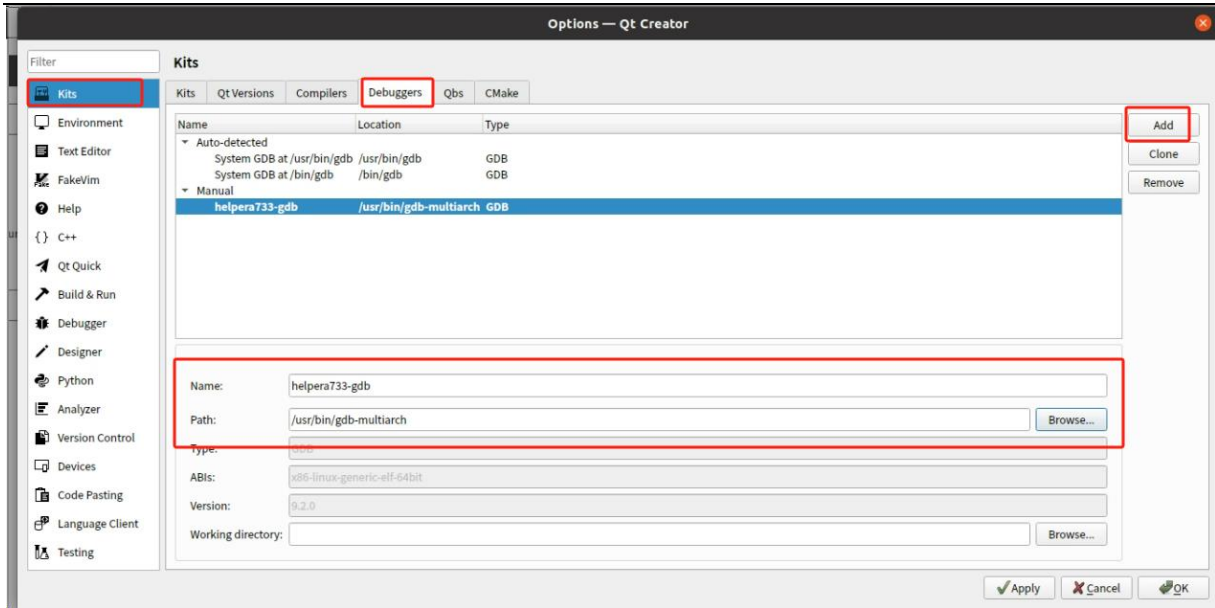 Options — Qt Creator
Filter
Kits
Environment
Text Editor
FakeVim
Help
{} C++
Qt Quick
Build & Run
Debugger
Designer
Python
Analyzer
Version Control
Devices
Code Pasting
Language Client
Testing
Kits
Kits Qt Versions Compilers Debuggers Qbs CMake
Name Location Type
Auto-detected
System GDB at /usr/bin/gdb /usr/bin/gdb GDB
System GDB at /bin/gdb /bin/gdb GDB
Manual
helpera733-gdb /usr/bin/gdb-multiarch GDB
Add
Clone
Remove
Name: helpera733-gdb
Path: /usr/bin/gdb-multiarch Browse...
Type: GDB
ABIs: x86-linux-generic-elf-64bit
Version: 9.2.0
Working directory: Browse...
Apply Cancel OK